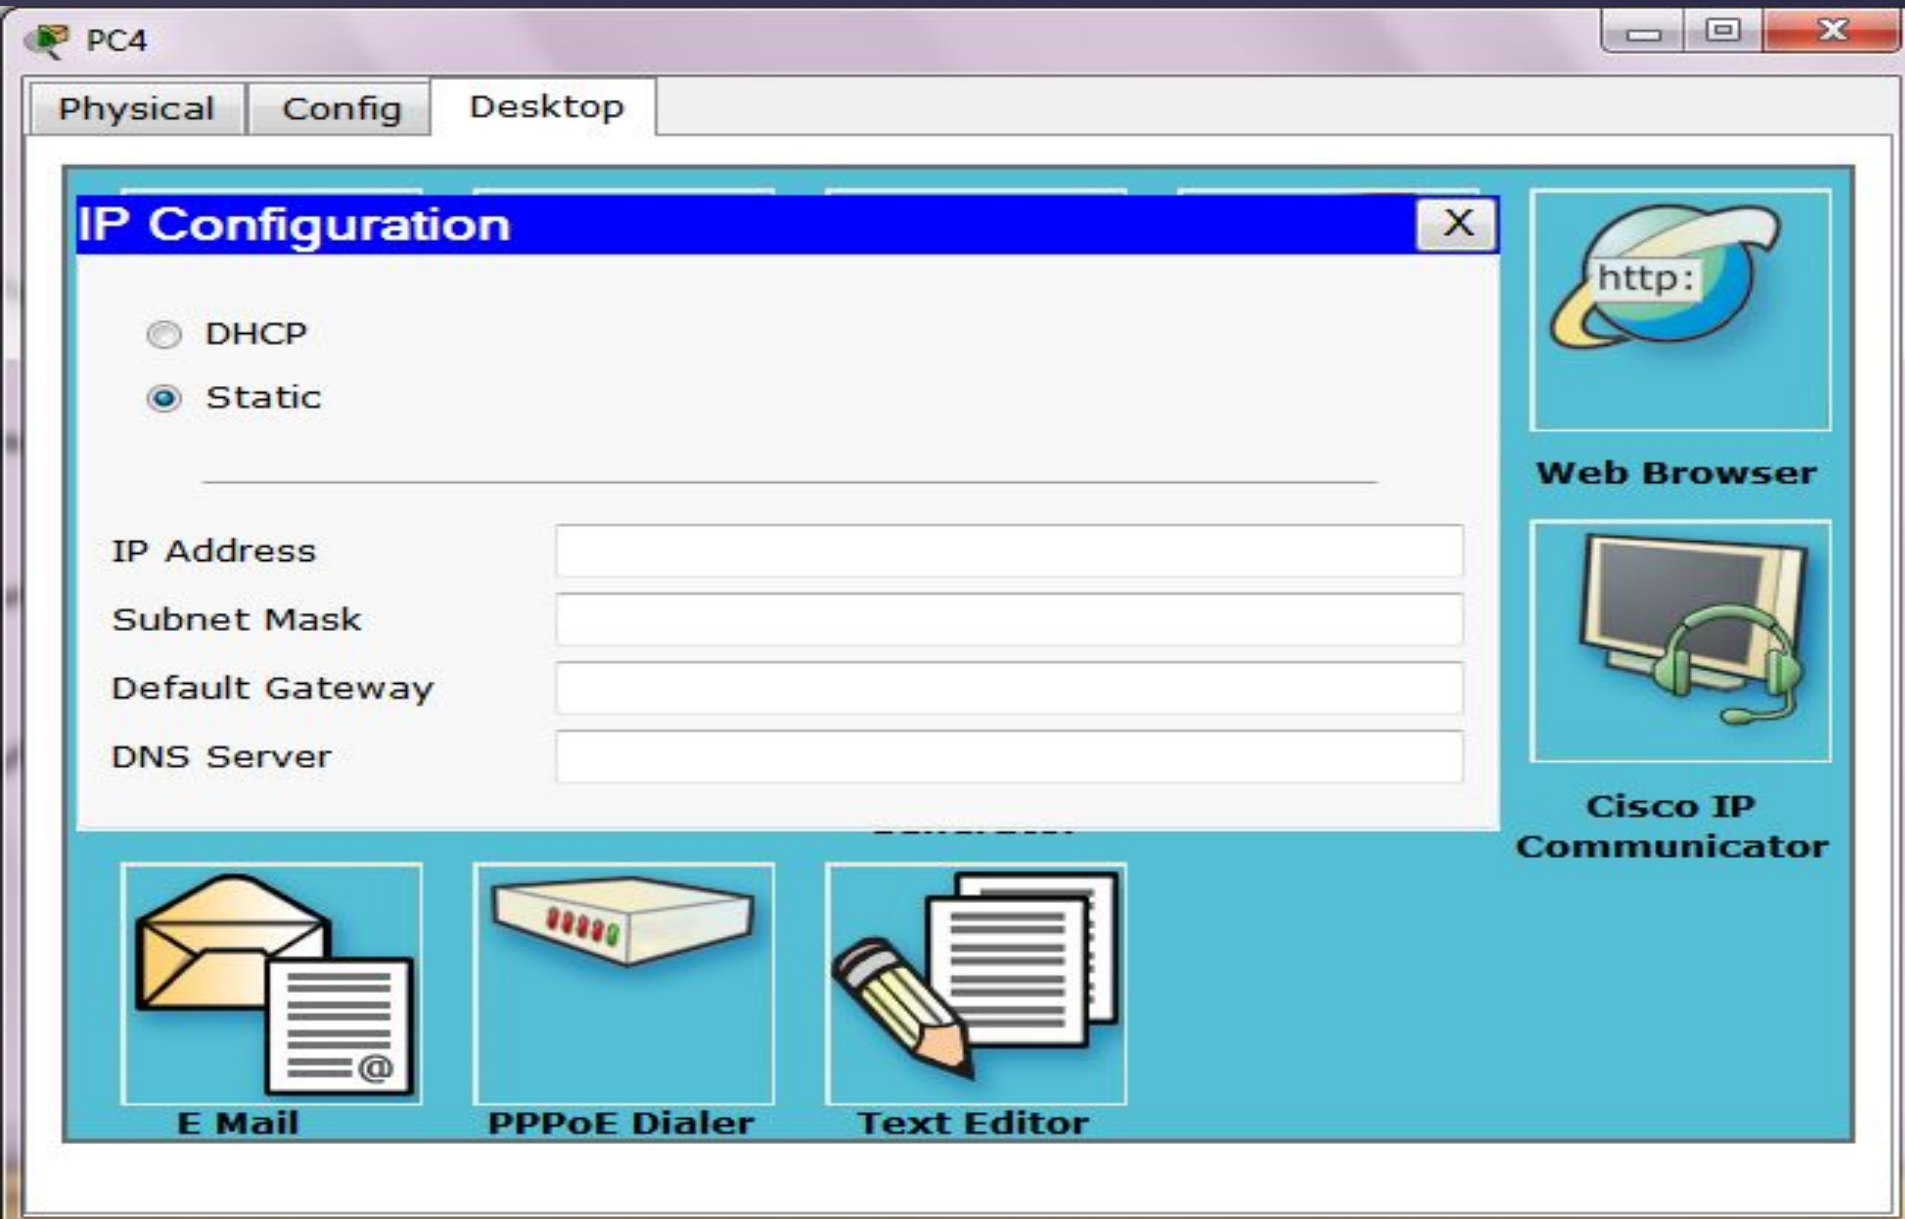 PC4
Physical Config Desktop
IP Configuration X
http:
DHCP
Static
Web Browser
IP Address
Subnet Mask
Default Gateway
DNS Server
Cisco IP
Communicator
@
E Mail PPPoE Dialer Text Editor